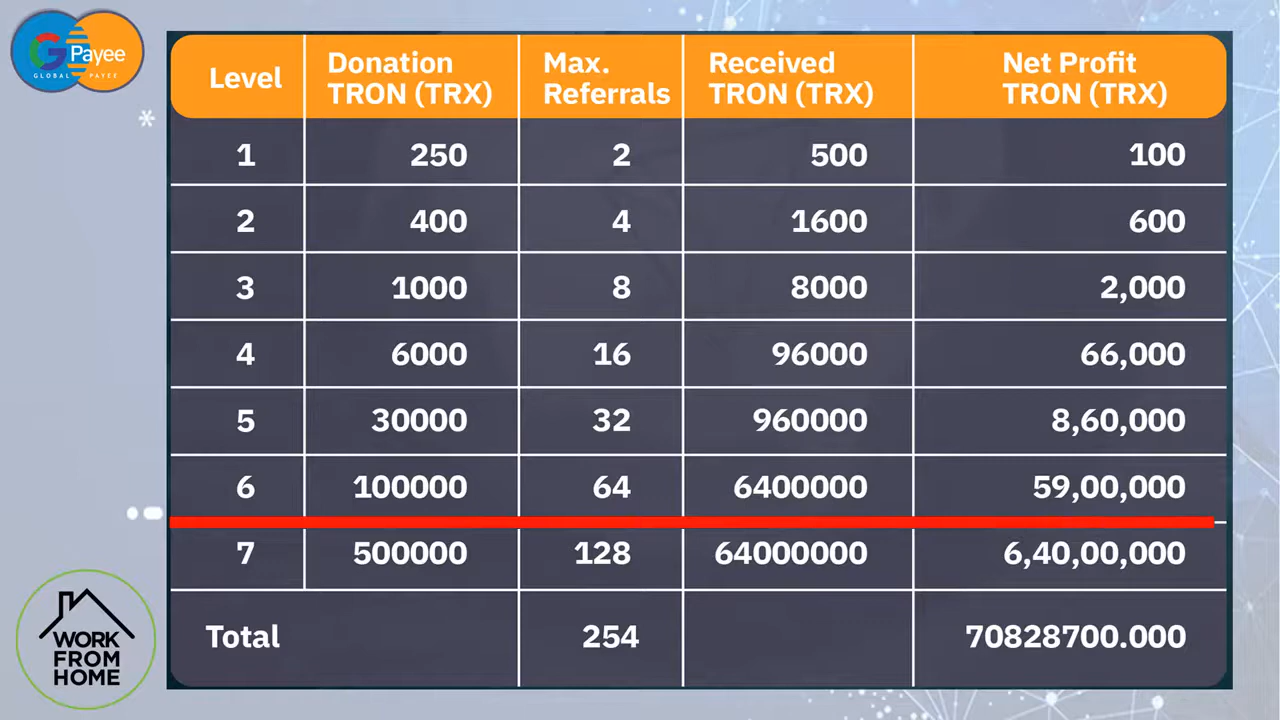 G Payee
GLOBAL PAYEE
Level Donation TRON (TRX) Max. Referrals Received TRON (TRX) Net Profit TRON (TRX)
*
1 250 2 500 100
2 400 4 1600 600
3 1000 8 8000 2,000
4 6000 16 96000 66,000
5 30000 32 960000 8,60,000
6 100000 64 6400000 59,00,000
7 500000 128 64000000 6,40,00,000
Total 254 70828700.000
WORK
FROM
HOME